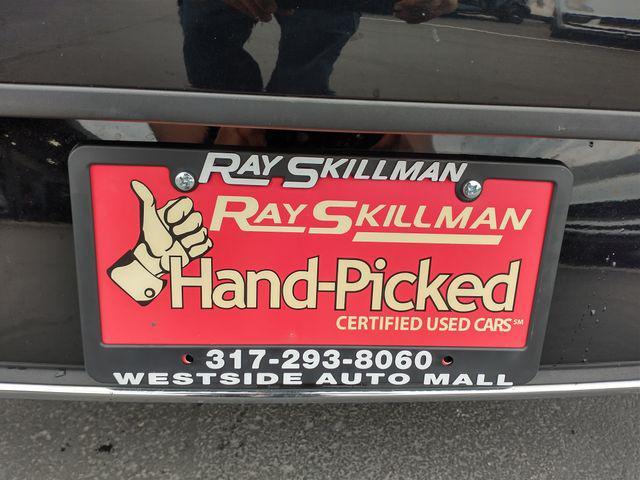 RAY SKILLMAN
RAY SKILLMAN
Hand-Picked
CERTIFIED USED CARS℠
317-293-8060
WESTSIDE AUTO MALL